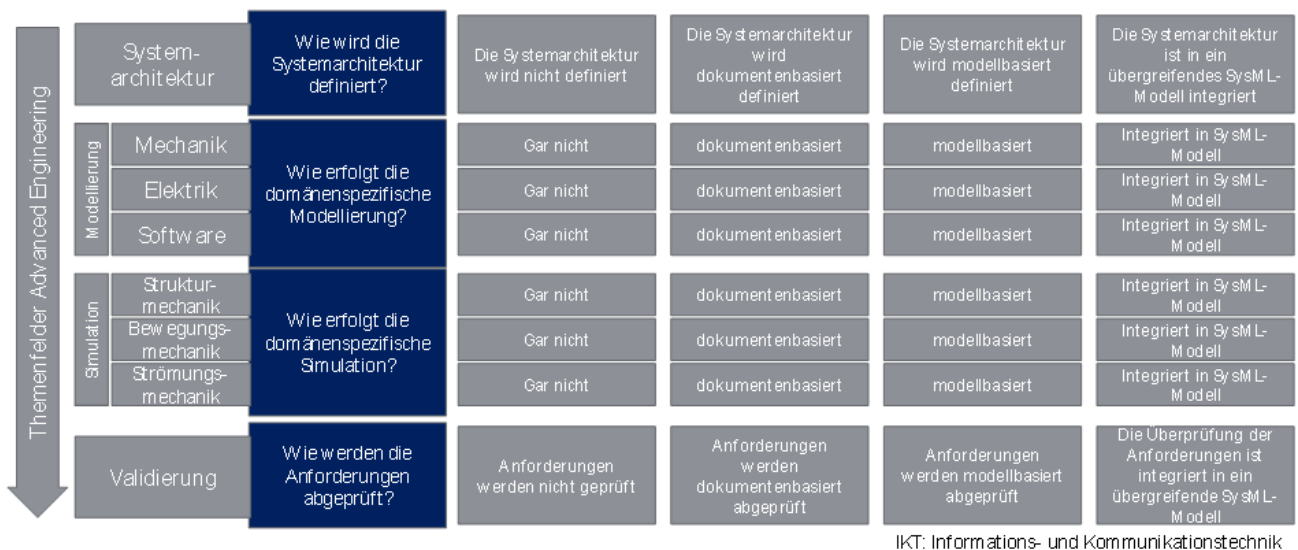 Themenfelder Advanced Engineering
System-
architektur
Wie wird die
Systemarchitektur
definiert?
Die Systemarchitektur
wird nicht definiert
Die Systemarchitektur
wird
dokumentenbasiert
definiert
Die Systemarchitektur
wird modellbasiert
definiert
Die Systemarchitektur
ist in ein
übergreifendes SysML-
Modell integriert
Modellierung
Mechanik
Elektrik
Software
Wie erfolgt die
domänenspezifische
Modellierung?
Gar nicht
dokumentenbasiert
modellbasiert
Integriert in SysML-
Modell
Gar nicht
dokumentenbasiert
modellbasiert
Integriert in SysML-
Modell
Gar nicht
dokumentenbasiert
modellbasiert
Integriert in SysML-
Modell
Simulation
Struktur-
mechanik
Bewegungs-
mechanik
Strömungs-
mechanik
Wie erfolgt die
domänenspezifische
Simulation?
Gar nicht
dokumentenbasiert
modellbasiert
Integriert in SysML-
Modell
Gar nicht
dokumentenbasiert
modellbasiert
Integriert in SysML-
Modell
Gar nicht
dokumentenbasiert
modellbasiert
Integriert in SysML-
Modell
Validierung
Wie werden die
Anforderungen
abgeprüft?
Anforderungen
werden nicht geprüft
Anforderungen
werden
dokumentenbasiert
abgeprüft
Anforderungen
werden modellbasiert
abgeprüft
Die Überprüfung der
Anforderungen ist
integriert in ein
übergreifende SysML-
Modell
IKT: Informations- und Kommunikationstechnik